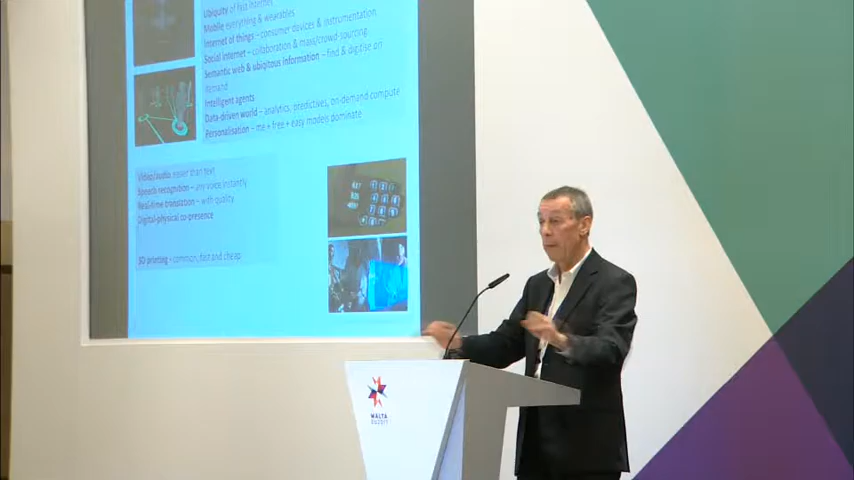 Ubiquity of fast internet
Mobile everything & wearables
Internet of things – consumer devices & instrumentation
Social internet – collaboration & mass/crowd-sourcing
Semantic web & ubiqitous information – find & digitise on
demand
Intelligent agents
Data-driven world – analytics, predictives, on-demand compute
Personalisation – me + free + easy models dominate
Video/audio easier than text
Speech recognition – any voice instantly
Real-time translation – with quality
Digital-physical co-presence
3D printing – common, fast and cheap
MALTA
EU2017